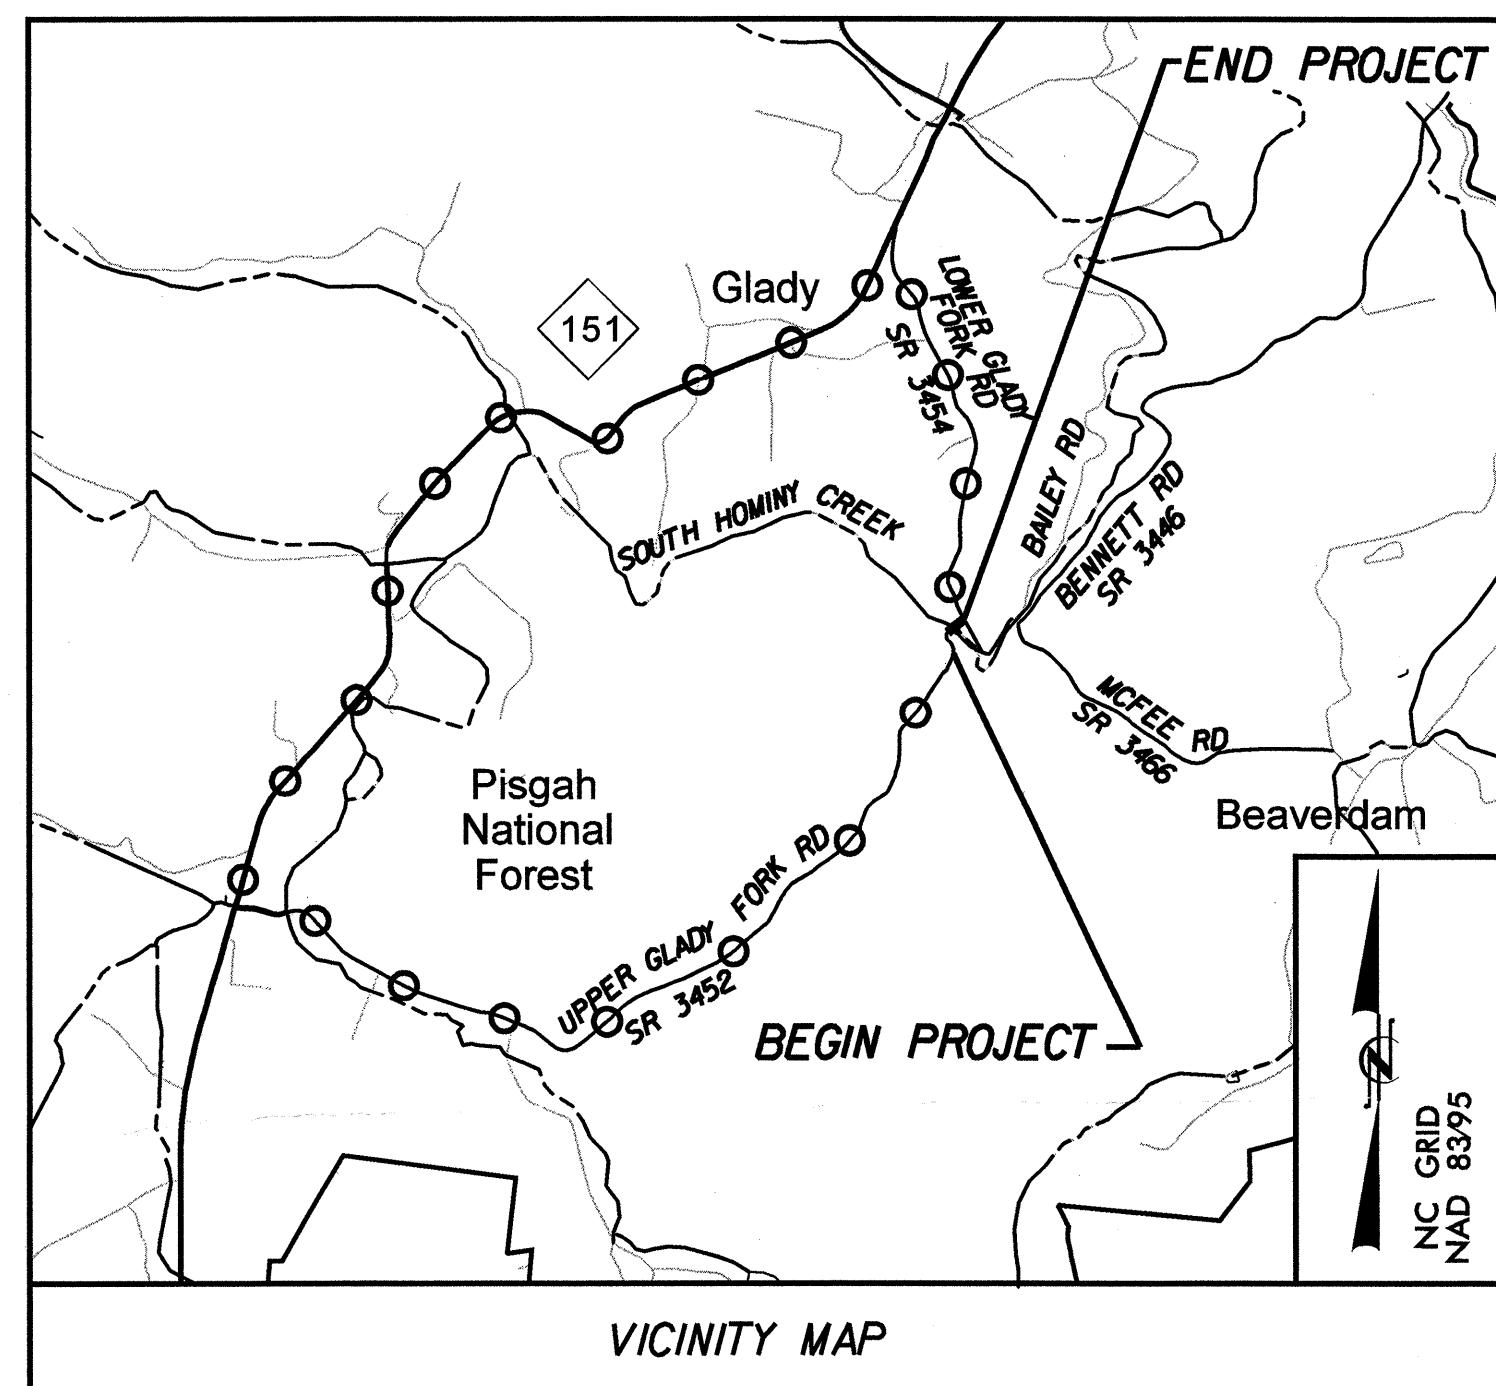 END PROJECT
Glady
151
LOWER GLADY
FORK RD
SR 3454
BAILEY RD
BENNETT RD
SR 3446
SOUTH HOMINY CREEK
MCFEE RD
SR 3466
Pisgah
National
Forest
Beaverdam
UPPER GLADY FORK RD
SR 3452
BEGIN PROJECT
NC GRID
NAD 83/95
VICINITY MAP